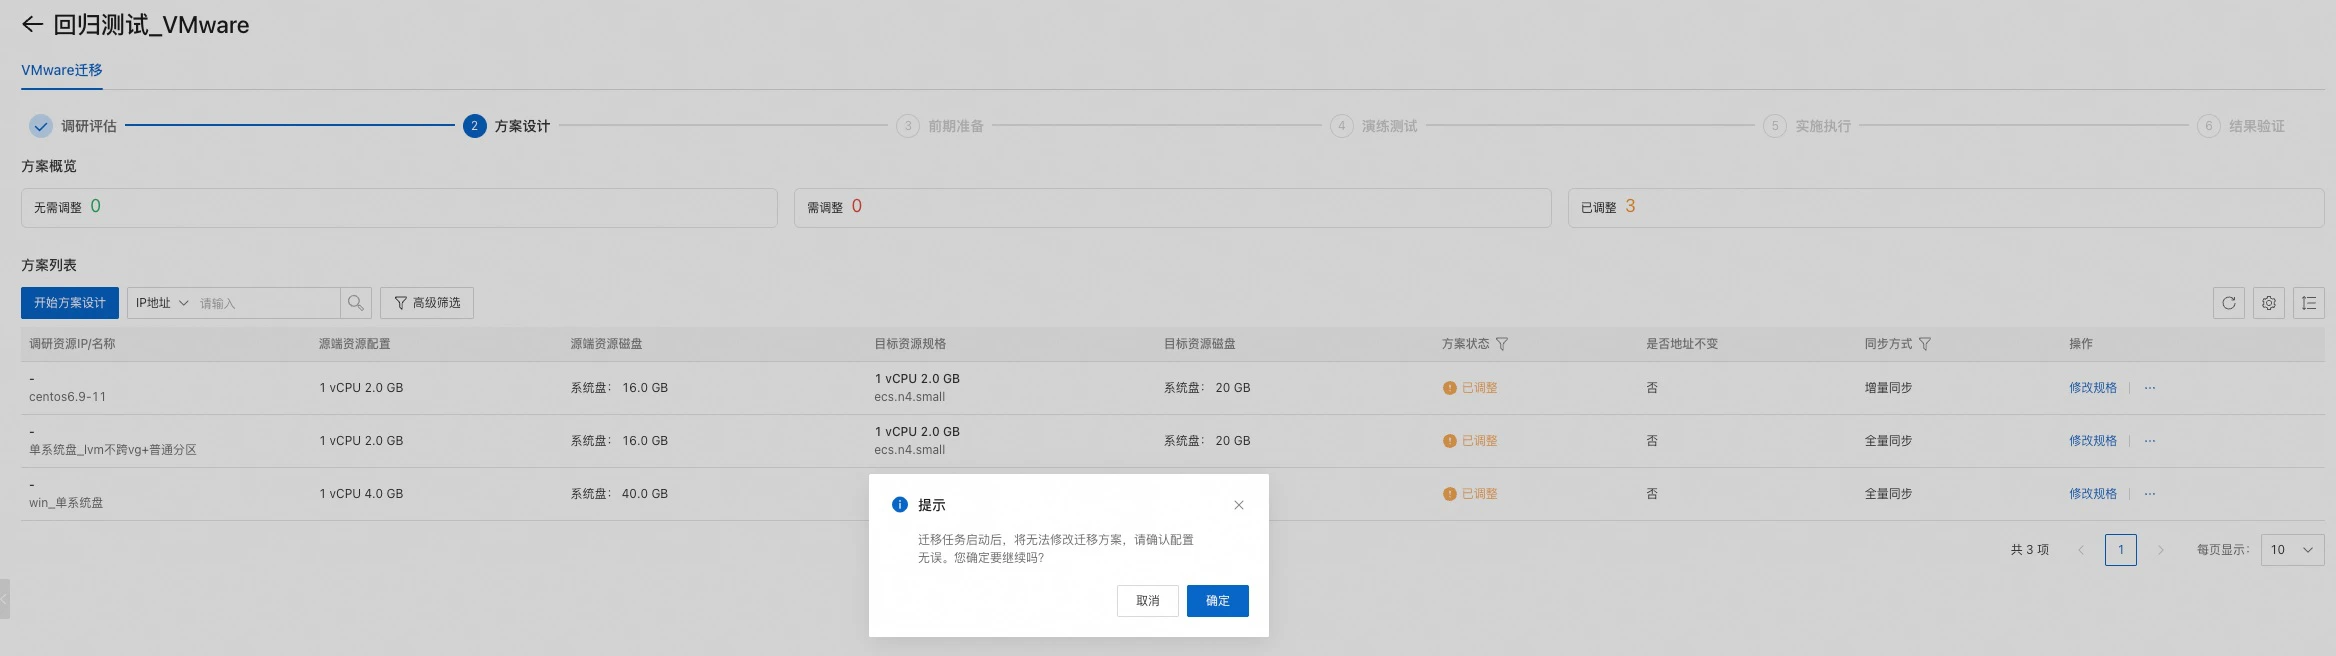 回归测试_VMware
VMware迁移
调研评估
2 方案设计
3 前期准备
4 演练测试
5 实施执行
6 结果验证
方案概览
无需调整 0
需调整 0
已调整 3
方案列表
开始方案设计
IP地址
请输入
高级筛选
调研资源IP/名称 源端资源配置 源端资源磁盘 目标资源规格 目标资源磁盘 方案状态 是否地址不变 同步方式 操作
-
centos6.9-11
1 vCPU 2.0 GB
系统盘： 16.0 GB
1 vCPU 2.0 GB
ecs.n4.small
系统盘： 20 GB
已调整
否
增量同步
修改规格 ...
-
单系统盘_lvm不跨vg+普通分区
1 vCPU 2.0 GB
系统盘： 16.0 GB
1 vCPU 2.0 GB
ecs.n4.small
系统盘： 20 GB
已调整
否
全量同步
修改规格 ...
-
win_单系统盘
1 vCPU 4.0 GB
系统盘： 40.0 GB
已调整
否
全量同步
修改规格 ...
提示
迁移任务启动后，将无法修改迁移方案，请确认配置
无误。您确定要继续吗?
取消
确定
共 3 项
1
每页显示：
10